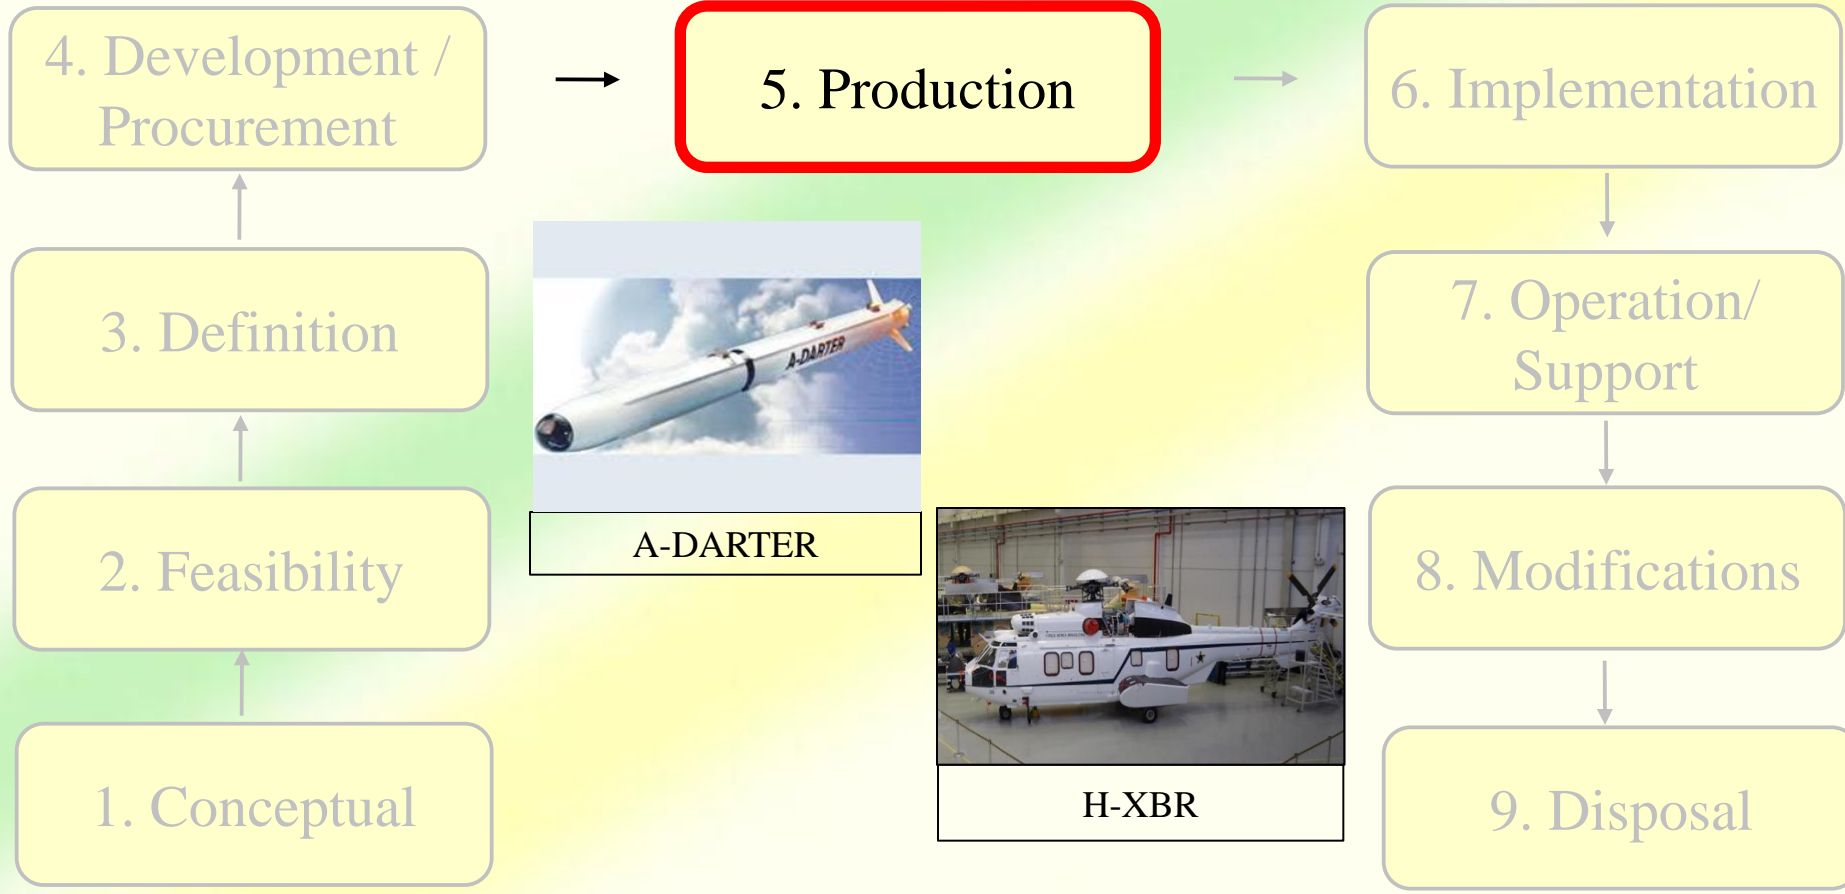 4. Development /
Procurement
5. Production
6. Implementation
3. Definition
7. Operation/
Support
A-DARTER
A-DARTER
2. Feasibility
8. Modifications
1. Conceptual
H-XBR
9. Disposal